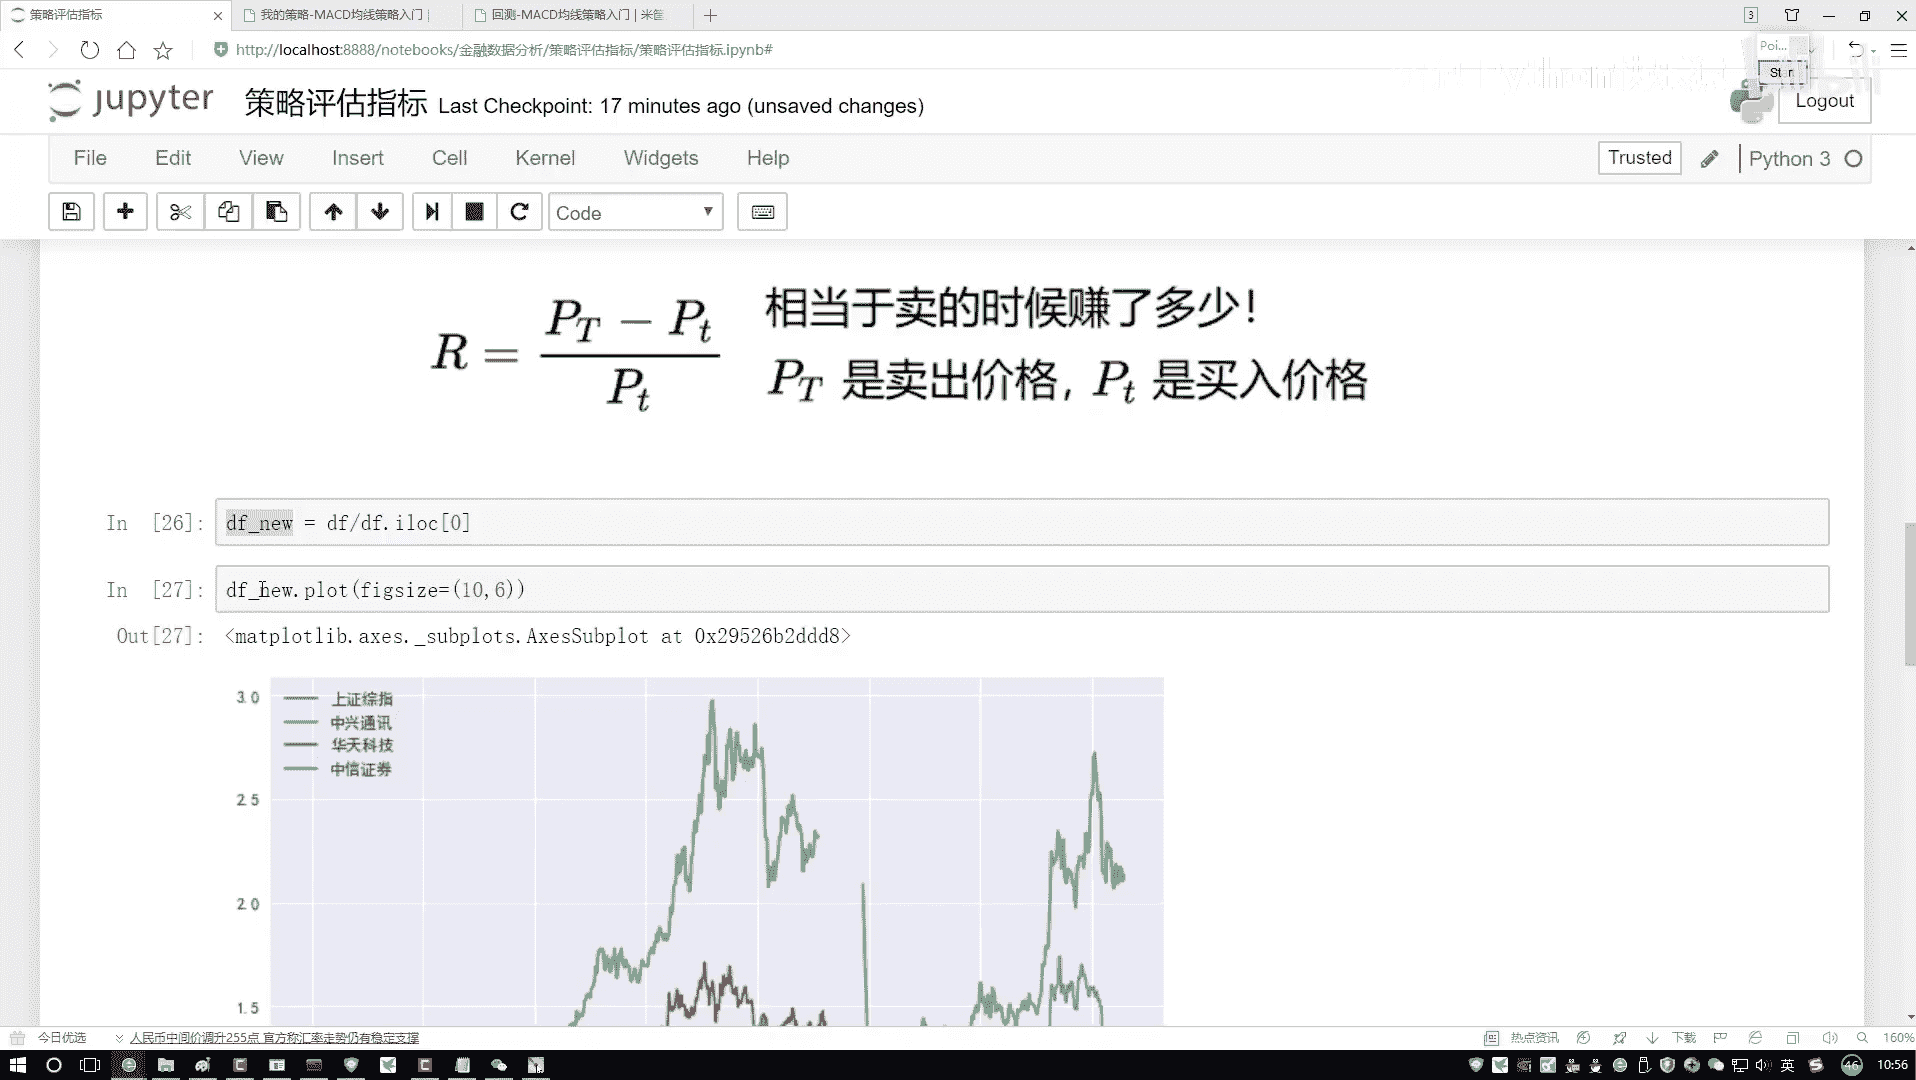 策略评估指标
我的策略-MACD均线策略入门 |
回测-MACD均线策略入门 | 米筐
3
http://localhost:8888/notebooks/金融数据分析/策略评估指标/策略评估指标.ipynb#
Poi...
Start
jupyter 策略评估指标 Last Checkpoint: 17 minutes ago (unsaved changes)
Logout
File Edit View Insert Cell Kernel Widgets Help
Trusted
Python 3
Code
R = (P_T − P_t) / P_t
相当于卖的时候赚了多少！
P_T 是卖出价格，P_t 是买入价格
In [26]: df_new = df/df.iloc[0]
In [27]: df_new.plot(figsize=(10,6))
Out[27]: <matplotlib.axes._subplots.AxesSubplot at 0x29526b2ddd8>
3.0
2.5
2.0
1.5
上证综指
中兴通讯
华天科技
中信证券
今日优选
人民币中间价调升255点 官方称汇率走势仍有稳定支撑
热点资讯
下载
160%
英
46
10:56